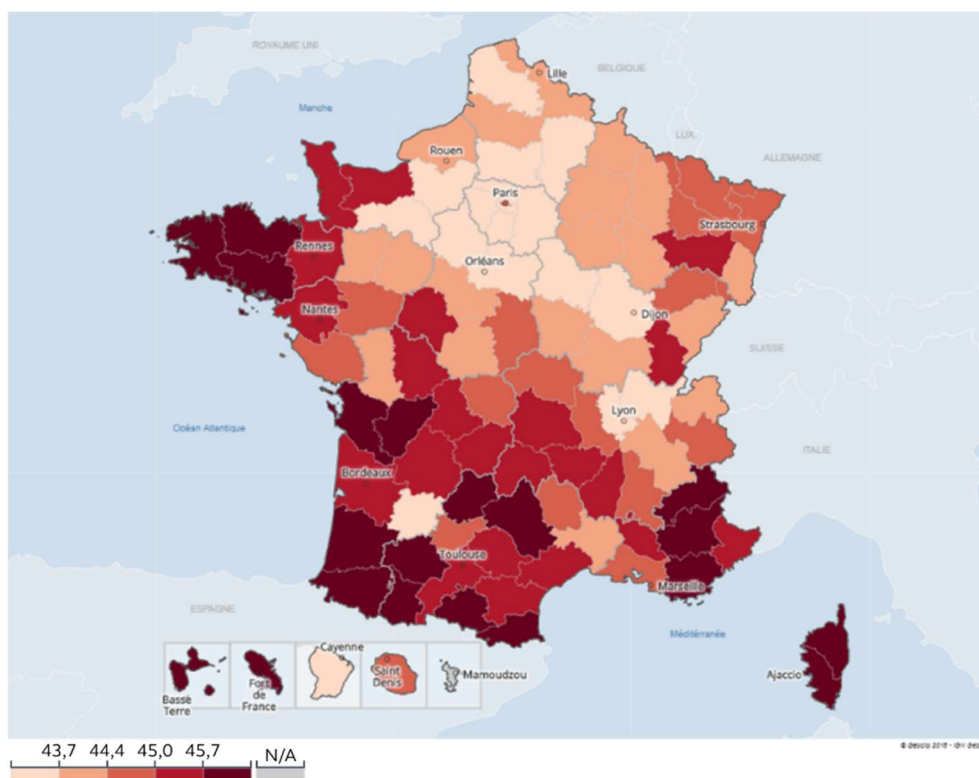 ROYAUME UNI
BELGIQUE
Lille
Manche
LUX.
ALLEMAGNE
Rouen
Paris
Strasbourg
Rennes
Orléans
Nantes
Dijon
SUISSE
Lyon
Océan Atlantique
ITALIE
Bordeaux
Toulouse
Marseille
ESPAGNE
Méditérranée
Cayenne
Saint
Denis
Mamoudzou
Fort
de
France
Basse
Terre
Ajaccio
43,7 44,4 45,0 45,7 N/A